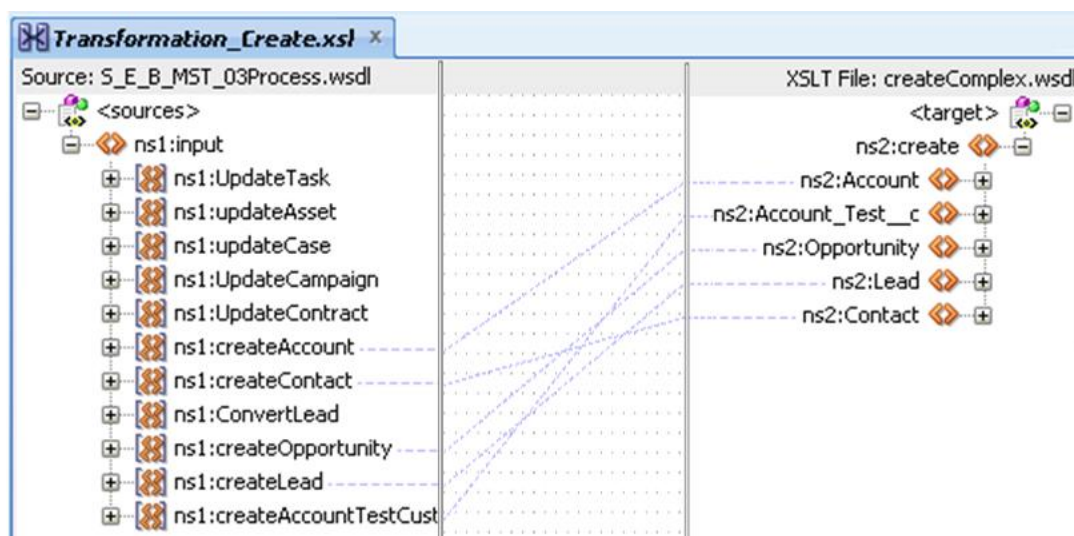 Transformation_Create.xsl x
Source: S_E_B_MST_03Process.wsdl
XSLT File: createComplex.wsdl
<sources>
<target>
ns1:input
ns2:create
ns1:UpdateTask
ns2:Account
ns1:updateAsset
ns2:Account_Test__c
ns1:updateCase
ns2:Opportunity
ns1:UpdateCampaign
ns2:Lead
ns1:UpdateContract
ns2:Contact
ns1:createAccount
ns1:createContact
ns1:ConvertLead
ns1:createOpportunity
ns1:createLead
ns1:createAccountTestCust